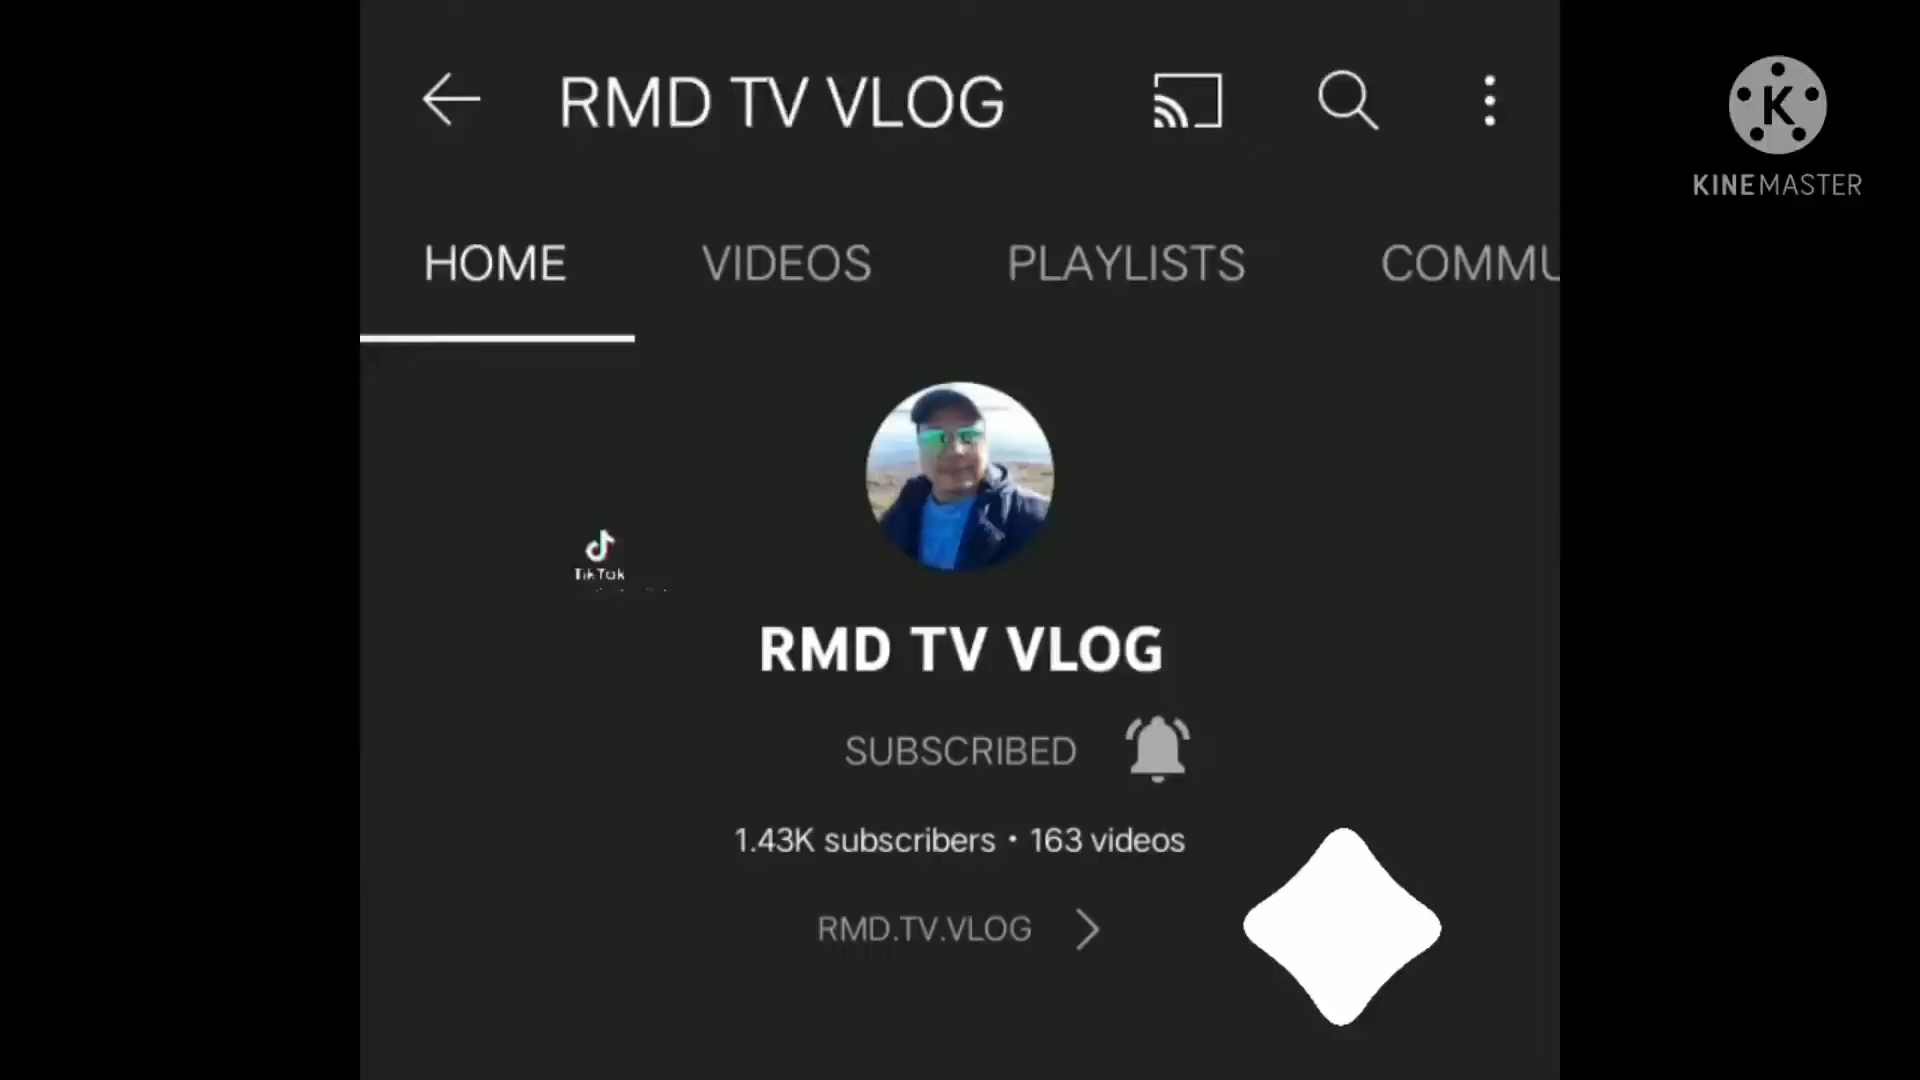 RMD TV VLOG
KINEMASTER
HOME VIDEOS PLAYLISTS COMMU
TikTok
RMD TV VLOG
SUBSCRIBED
1.43K subscribers • 163 videos
RMD.TV.VLOG